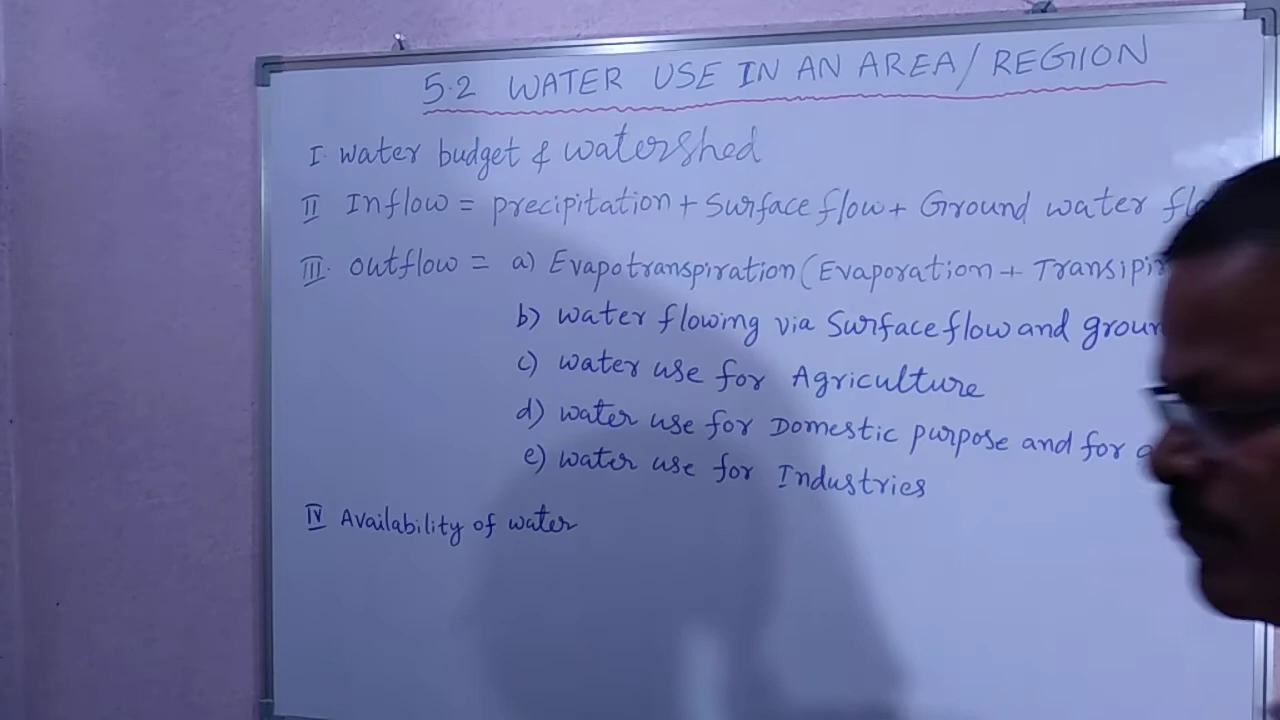 5.2 WATER USE IN AN AREA/REGION
I. water budget & watershed
II Inflow = precipitation + Surface flow + Ground water
III. outflow = a) Evapotranspiration (Evaporation +
b) water flowing via Surface flow and
c) water use for Agriculture
d) water use for Domestic purpose and for
e) water use for Industries
IV Availability of water